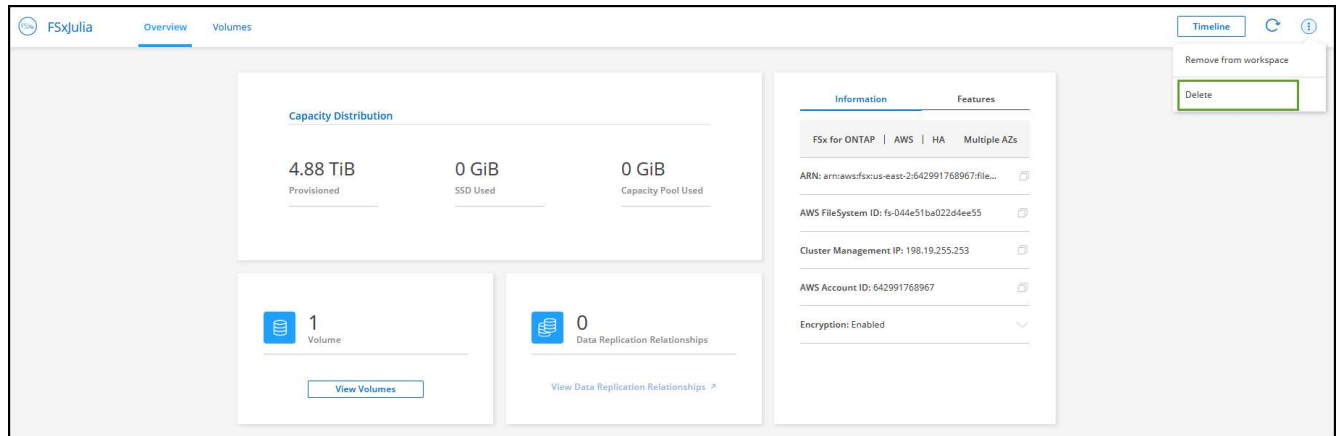 FSxN FSxJulia Overview Volumes Timeline
Remove from workspace
Delete
Capacity Distribution
4.88 TiB 0 GiB 0 GiB
Provisioned SSD Used Capacity Pool Used
Information Features
FSx for ONTAP | AWS | HA Multiple AZs
ARN: arn:aws:fsx:us-east-2:642991768967:file...
AWS FileSystem ID: fs-044e51ba022d4ee55
Cluster Management IP: 198.19.255.253
AWS Account ID: 642991768967
Encryption: Enabled
1
Volume
View Volumes
0
Data Replication Relationships
View Data Replication Relationships